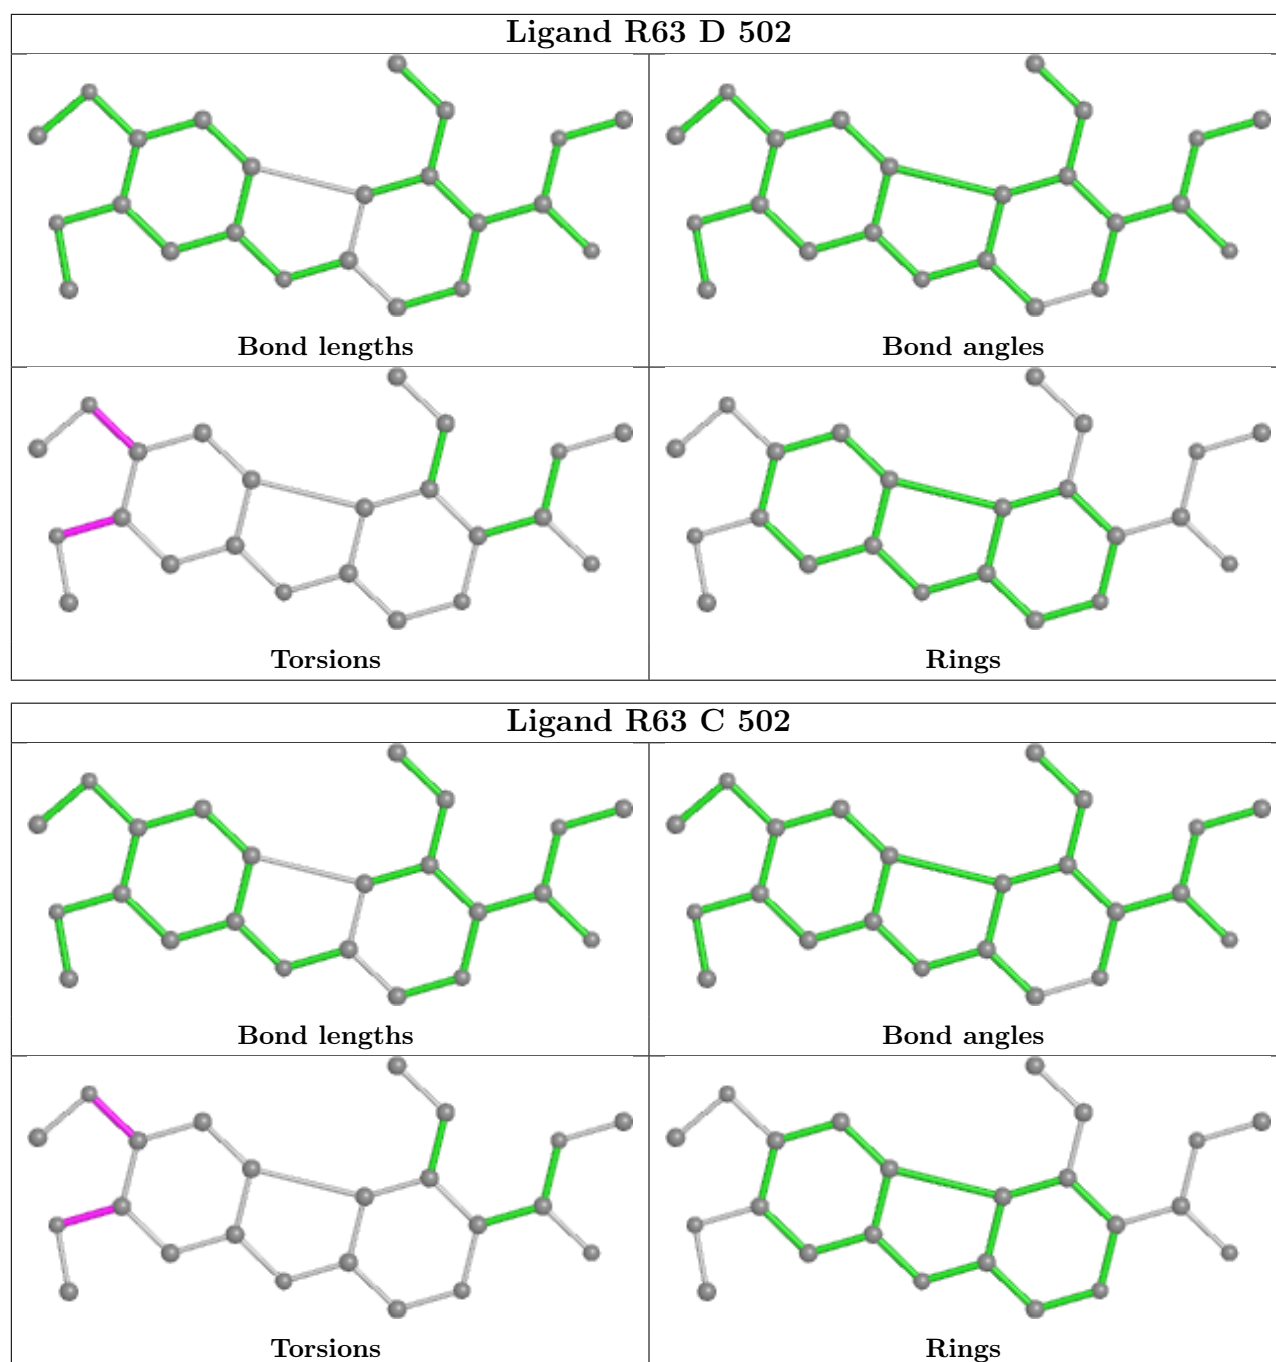 Ligand R63 D 502
Bond lengths
Bond angles
Torsions
Rings
Ligand R63 C 502
Bond lengths
Bond angles
Torsions
Rings